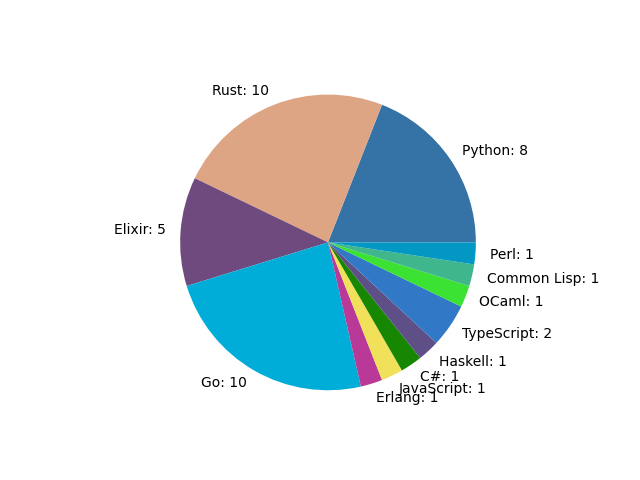 Rust: 10
Python: 8
Elixir: 5
Perl: 1
Common Lisp: 1
OCaml: 1
TypeScript: 2
Haskell: 1
C#: 1
Go: 10
JavaScript: 1
Erlang: 1